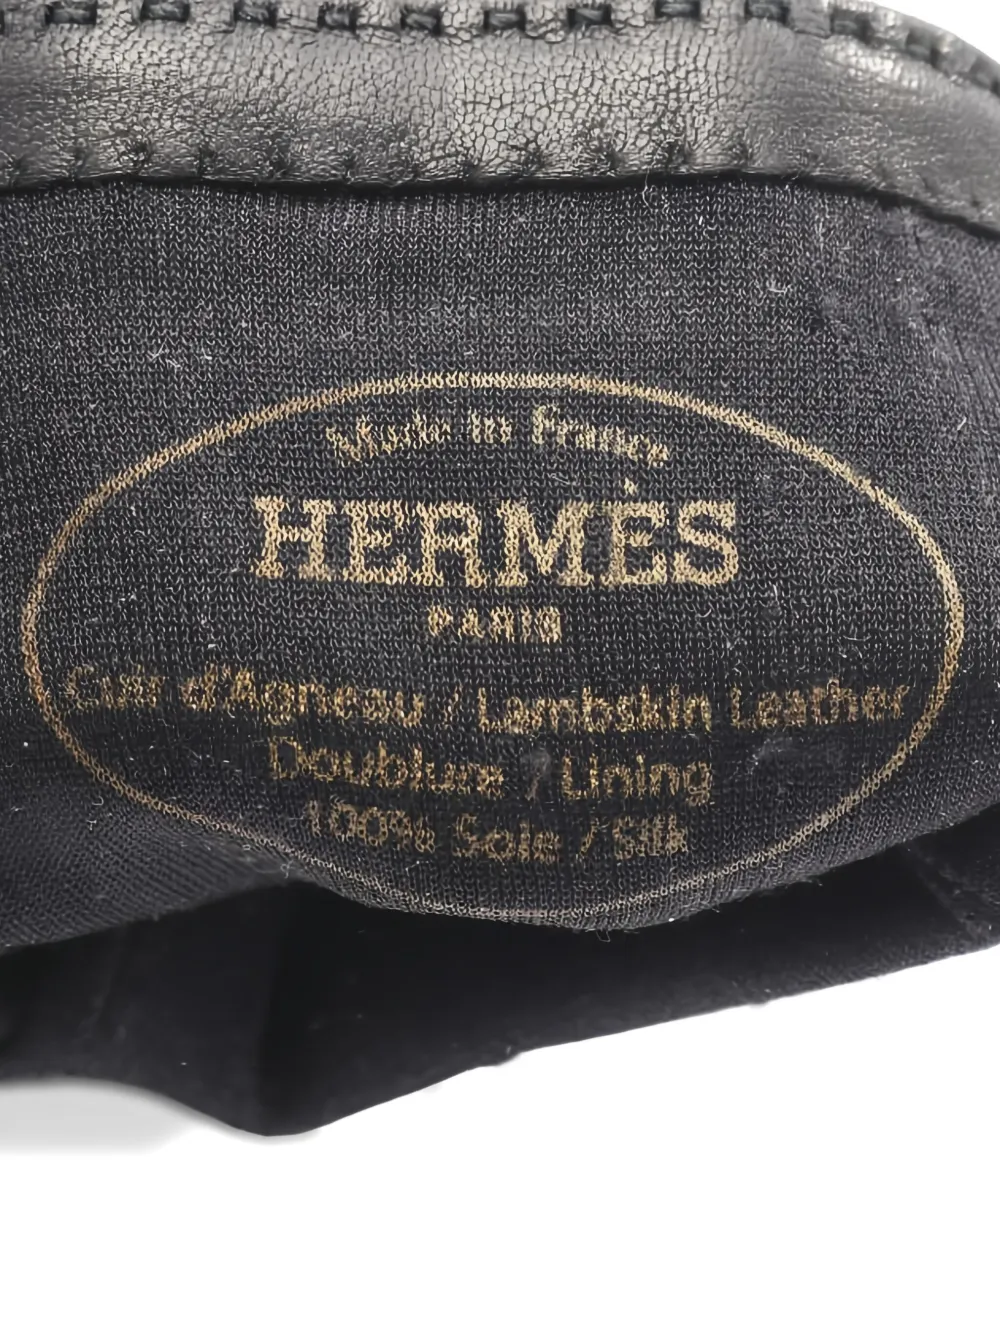 Made in France
HERMÈS
PARIS
Cuir d'Agneau / Lambskin Leather
Doublure / Lining
100% Soie / Silk